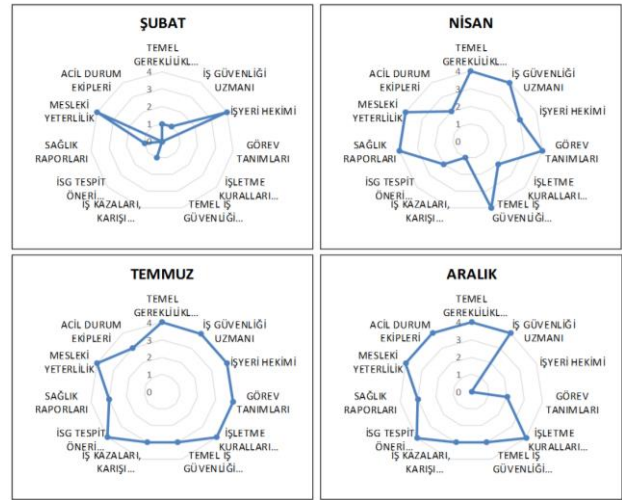 ŞUBAT
TEMEL
GEREKLİLİKL...
İŞ GÜVENLİĞİ
UZMANI
İŞYERİ HEKİMİ
GÖREV
TANIMLARI
İŞLETME
KURALLARI...
TEMEL İŞ
GÜVENLİĞİ...
İŞ KAZALARI,
KARIŞI...
İSG TESPİT
ÖNERİ...
SAĞLIK
RAPORLARI
MESLEKİ
YETERLİLİK
ACİL DURUM
EKİPLERİ
4
3
2
1
0
NİSAN
TEMEL
GEREKLİLİKL...
İŞ GÜVENLİĞİ
UZMANI
İŞYERİ HEKİMİ
GÖREV
TANIMLARI
İŞLETME
KURALLARI...
TEMEL İŞ
GÜVENLİĞİ...
İŞ KAZALARI,
KARIŞI...
İSG TESPİT
ÖNERİ...
SAĞLIK
RAPORLARI
MESLEKİ
YETERLİLİK
ACİL DURUM
EKİPLERİ
4
3
2
1
0
TEMMUZ
TEMEL
GEREKLİLİKL...
İŞ GÜVENLİĞİ
UZMANI
İŞYERİ HEKİMİ
GÖREV
TANIMLARI
İŞLETME
KURALLARI...
TEMEL İŞ
GÜVENLİĞİ...
İŞ KAZALARI,
KARIŞI...
İSG TESPİT
ÖNERİ...
SAĞLIK
RAPORLARI
MESLEKİ
YETERLİLİK
ACİL DURUM
EKİPLERİ
4
3
2
1
0
ARALIK
TEMEL
GEREKLİLİKL...
İŞ GÜVENLİĞİ
UZMANI
İŞYERİ HEKİMİ
GÖREV
TANIMLARI
İŞLETME
KURALLARI...
TEMEL İŞ
GÜVENLİĞİ...
İŞ KAZALARI,
KARIŞI...
İSG TESPİT
ÖNERİ...
SAĞLIK
RAPORLARI
MESLEKİ
YETERLİLİK
ACİL DURUM
EKİPLERİ
4
3
2
1
0